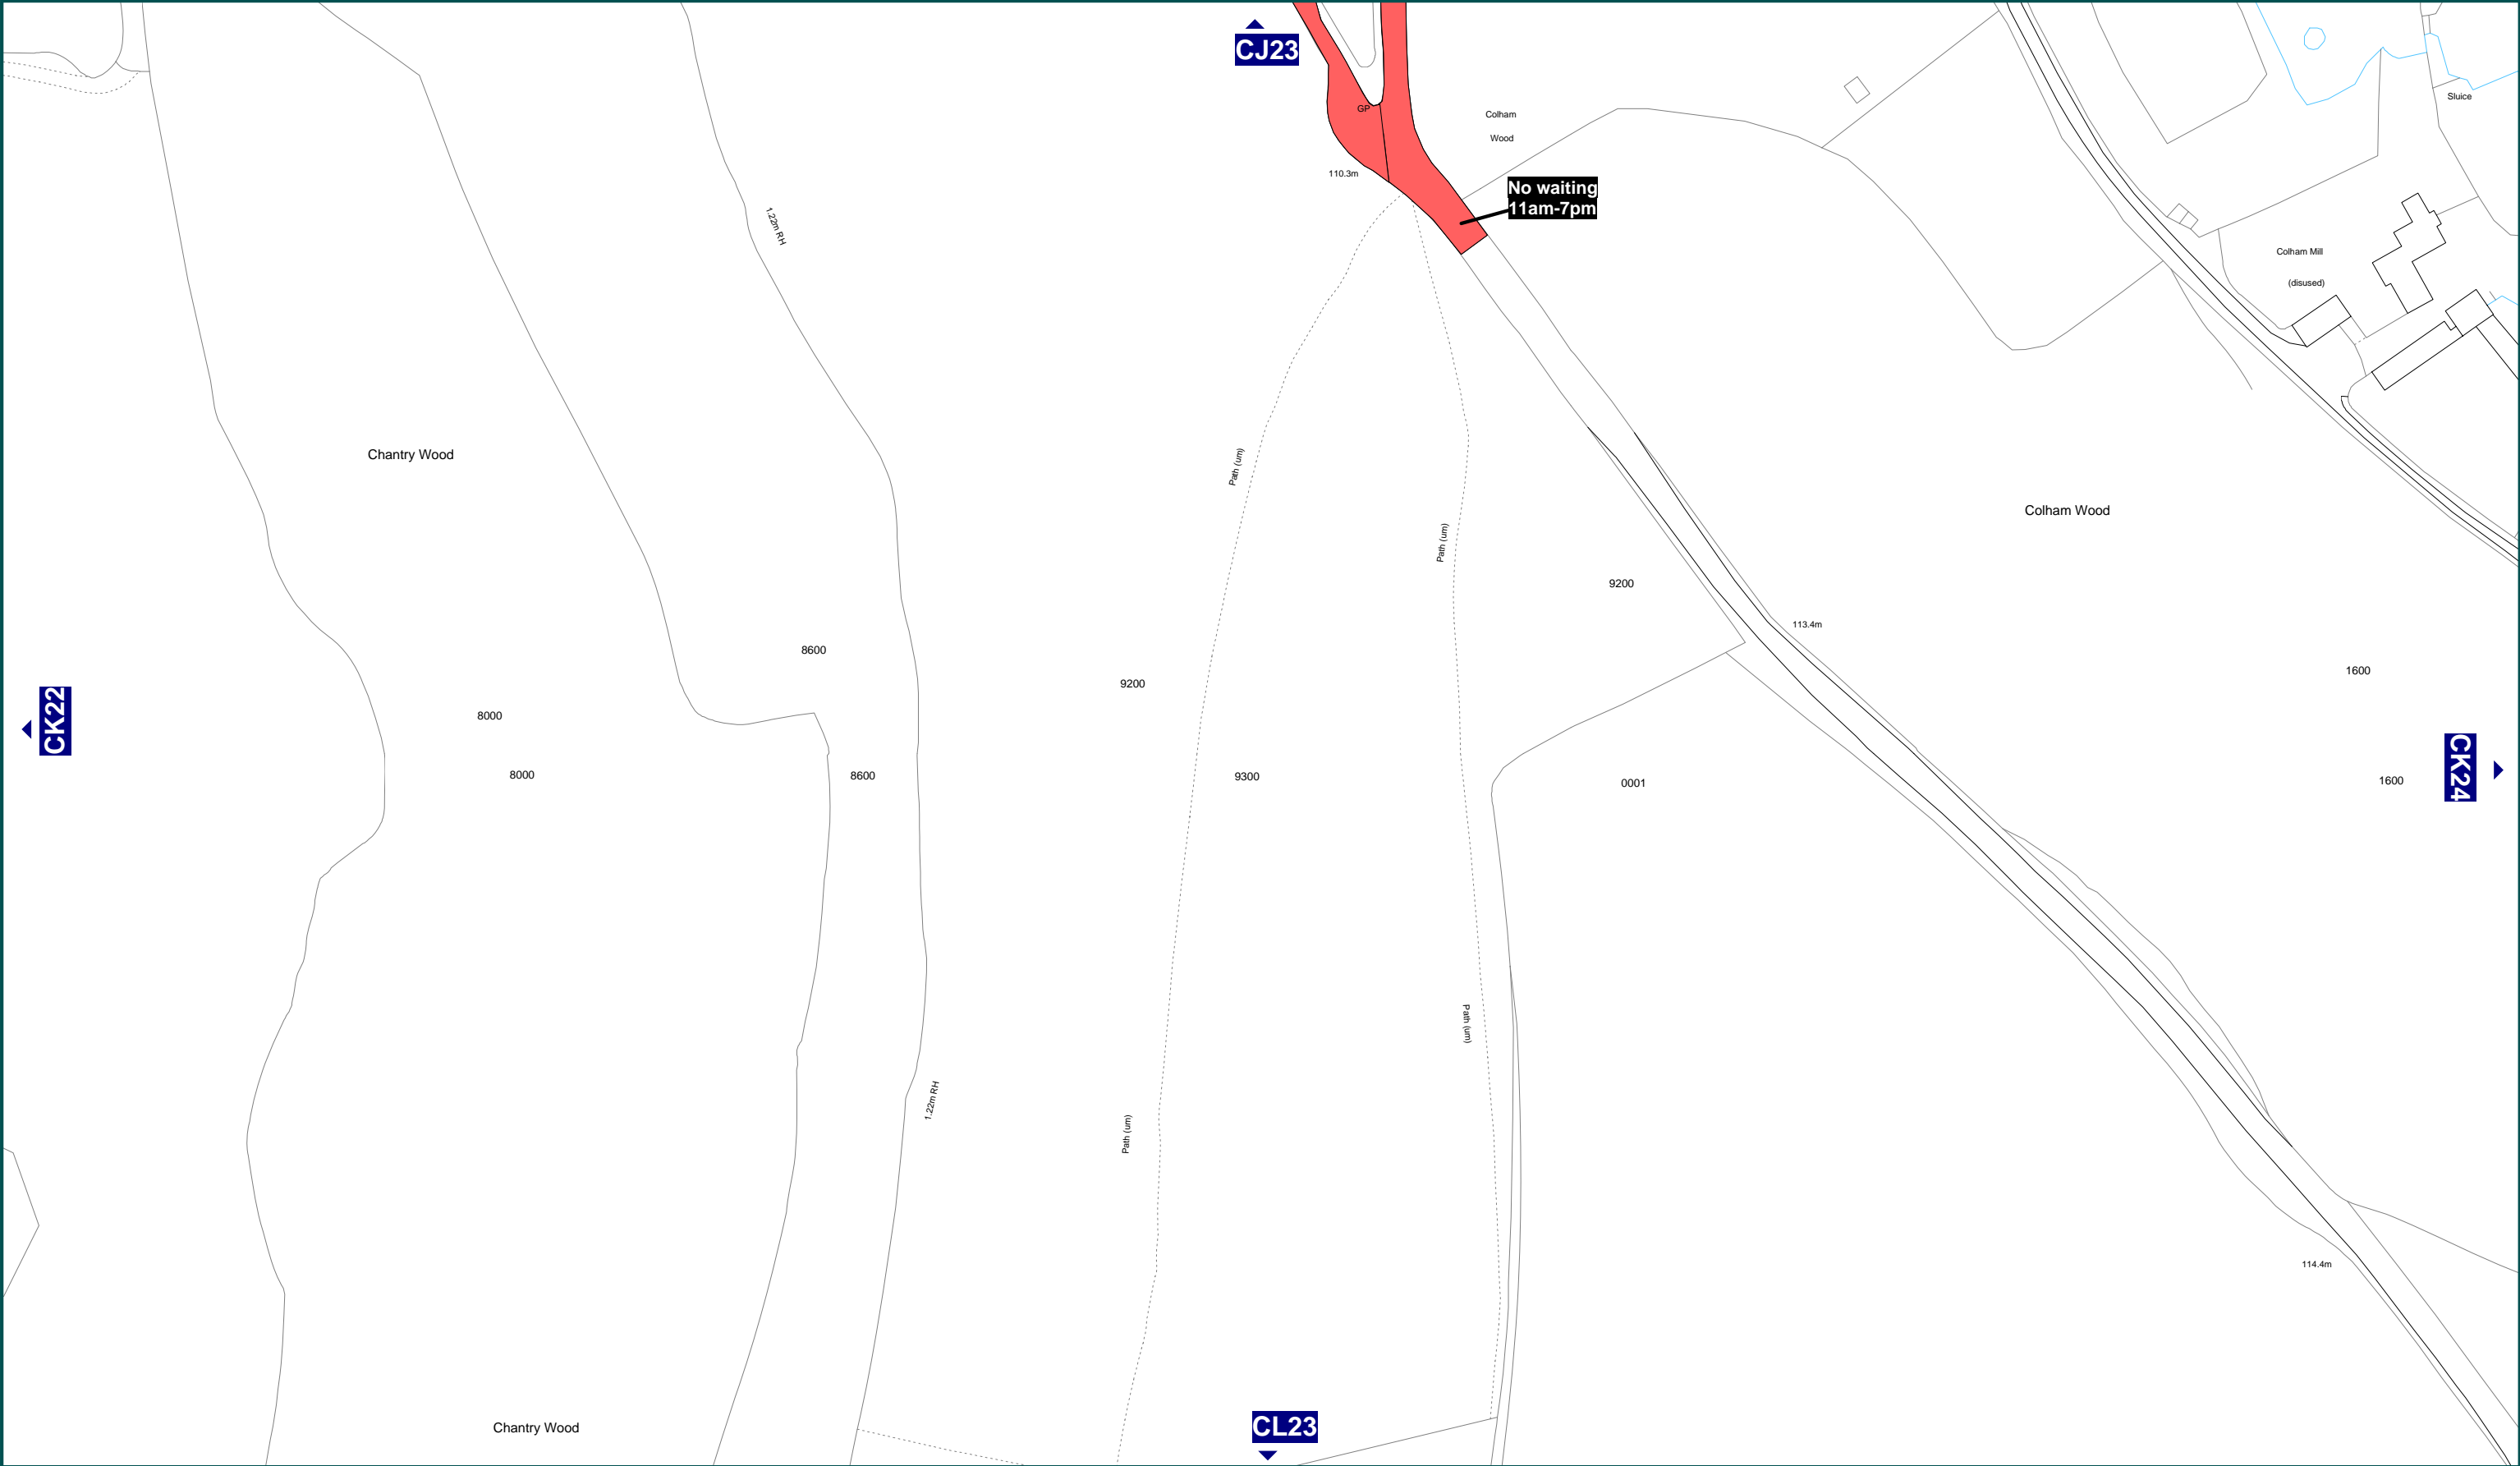 CJ23
Sluice
GP
Colham
Wood
110.3m
No waiting
11am-7pm
1.22m RH
Colham Mill
(disused)
Chantry Wood
Path (um)
Colham Wood
Path (um)
9200
113.4m
8600
1600
9200
CK22
8000
8000
8600
9300
0001
1600
CK24
Path (um)
1.22m RH
Path (um)
114.4m
Chantry Wood
CL23